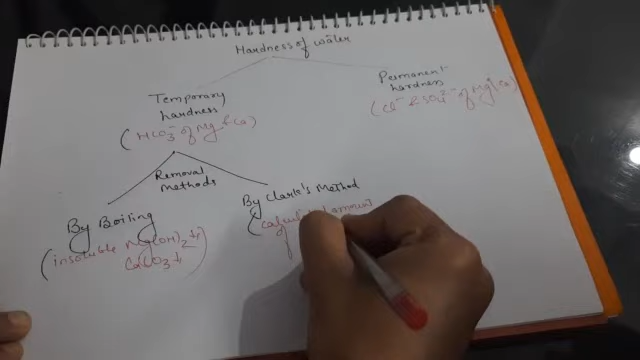 Hardness of water
Temporary
hardness
(HCO3⁻ of Mg & Ca)
Permanent
hardness
(Cl⁻ & SO4²⁻ of Mg & Ca)
Removal
Methods
By Boiling
(insoluble Mg(OH)2↓,
CaCO3↓)
By Clark's Method